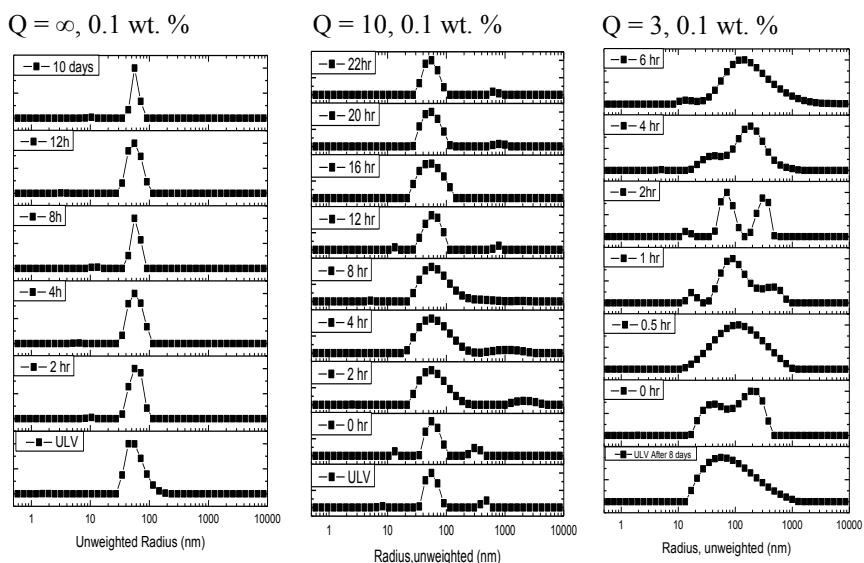 Q = ∞, 0.1 wt. %
10 days
12h
8h
4h
2 hr
ULV
1 10 100 1000 10000
Unweighted Radius (nm)
Q = 10, 0.1 wt. %
22hr
20 hr
16 hr
12 hr
8 hr
4 hr
2 hr
0 hr
ULV
1 10 100 1000 10000
Radius,unweighted (nm)
Q = 3, 0.1 wt. %
6 hr
4 hr
2hr
1 hr
0.5 hr
0 hr
ULV After 8 days
1 10 100 1000 10000
Radius, unweighted (nm)